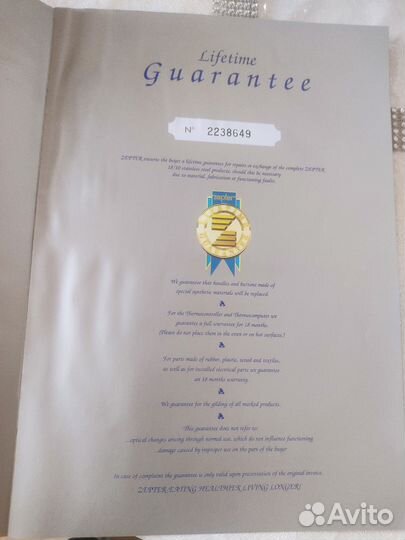 Lifetime
Guarantee
N° 2238649
ZEPTER ensures the buyer a lifetime guarantee for repairs or exchange of the complete ZEPTER
18/10 stainless steel products should this be necessary
due to material, fabrication or functioning faults.
zepter
We guarantee that handles and buttons made of
special synthetic materials will be replaced.
For the Thermocontroller and Thermocomputer we
guarantee a full warrantee for 18 months.
(Please do not place them in the oven or on hot surfaces.)
For parts made of rubber, plastic, wood and textiles,
as well as for installed electrical parts we guarantee
an 18 months warranty.
We guarantee for the gilding of all marked products.
This guarantee does not refer to:
...optical changes arising through normal use, which do not influence functioning
damage caused by improper use on the part of the buyer
In case of complaints the guarantee is only valid upon presentation of the original invoice.
ZEPTER-EATING HEALTHIER LIVING LONGER!
Avito